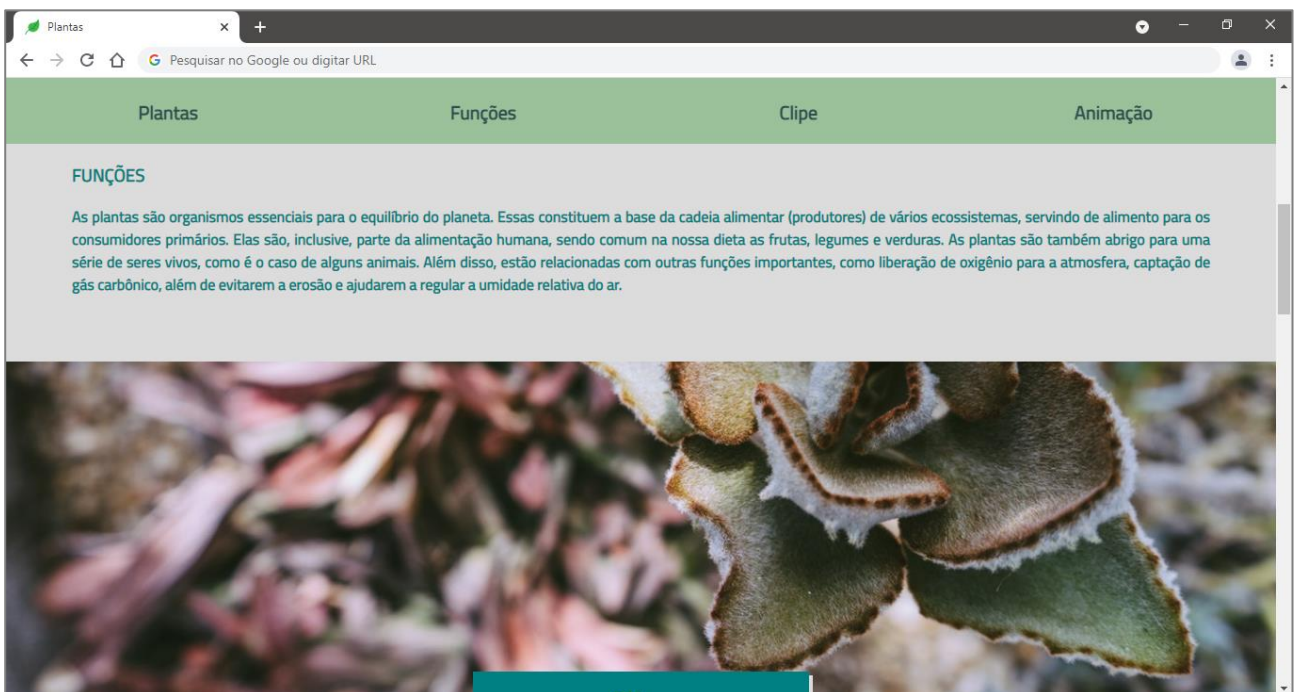 Plantas
Pesquisar no Google ou digitar URL
Plantas Funções Clipe Animação
FUNÇÕES
As plantas são organismos essenciais para o equilíbrio do planeta. Essas constituem a base da cadeia alimentar (produtores) de vários ecossistemas, servindo de alimento para os
consumidores primários. Elas são, inclusive, parte da alimentação humana, sendo comum na nossa dieta as frutas, legumes e verduras. As plantas são também abrigo para uma
série de seres vivos, como é o caso de alguns animais. Além disso, estão relacionadas com outras funções importantes, como liberação de oxigênio para a atmosfera, captação de
gás carbônico, além de evitarem a erosão e ajudarem a regular a umidade relativa do ar.